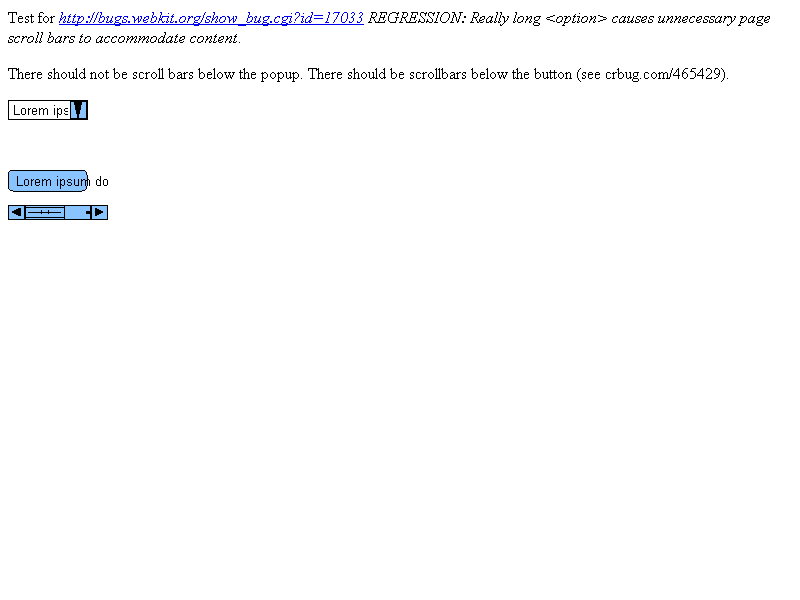 Test for http://bugs.webkit.org/show_bug.cgi?id=17033 REGRESSION: Really long <option> causes unnecessary page
scroll bars to accommodate content.
There should not be scroll bars below the popup. There should be scrollbars below the button (see crbug.com/465429).
Lorem ips
Lorem ipsum do